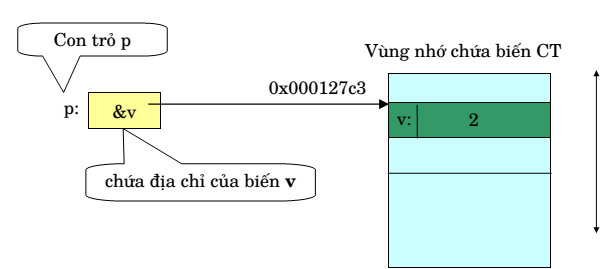 Con trỏ p
Vùng nhớ chứa biến CT
0x000127c3
p:
&v
v:
2
chứa địa chỉ của biến v